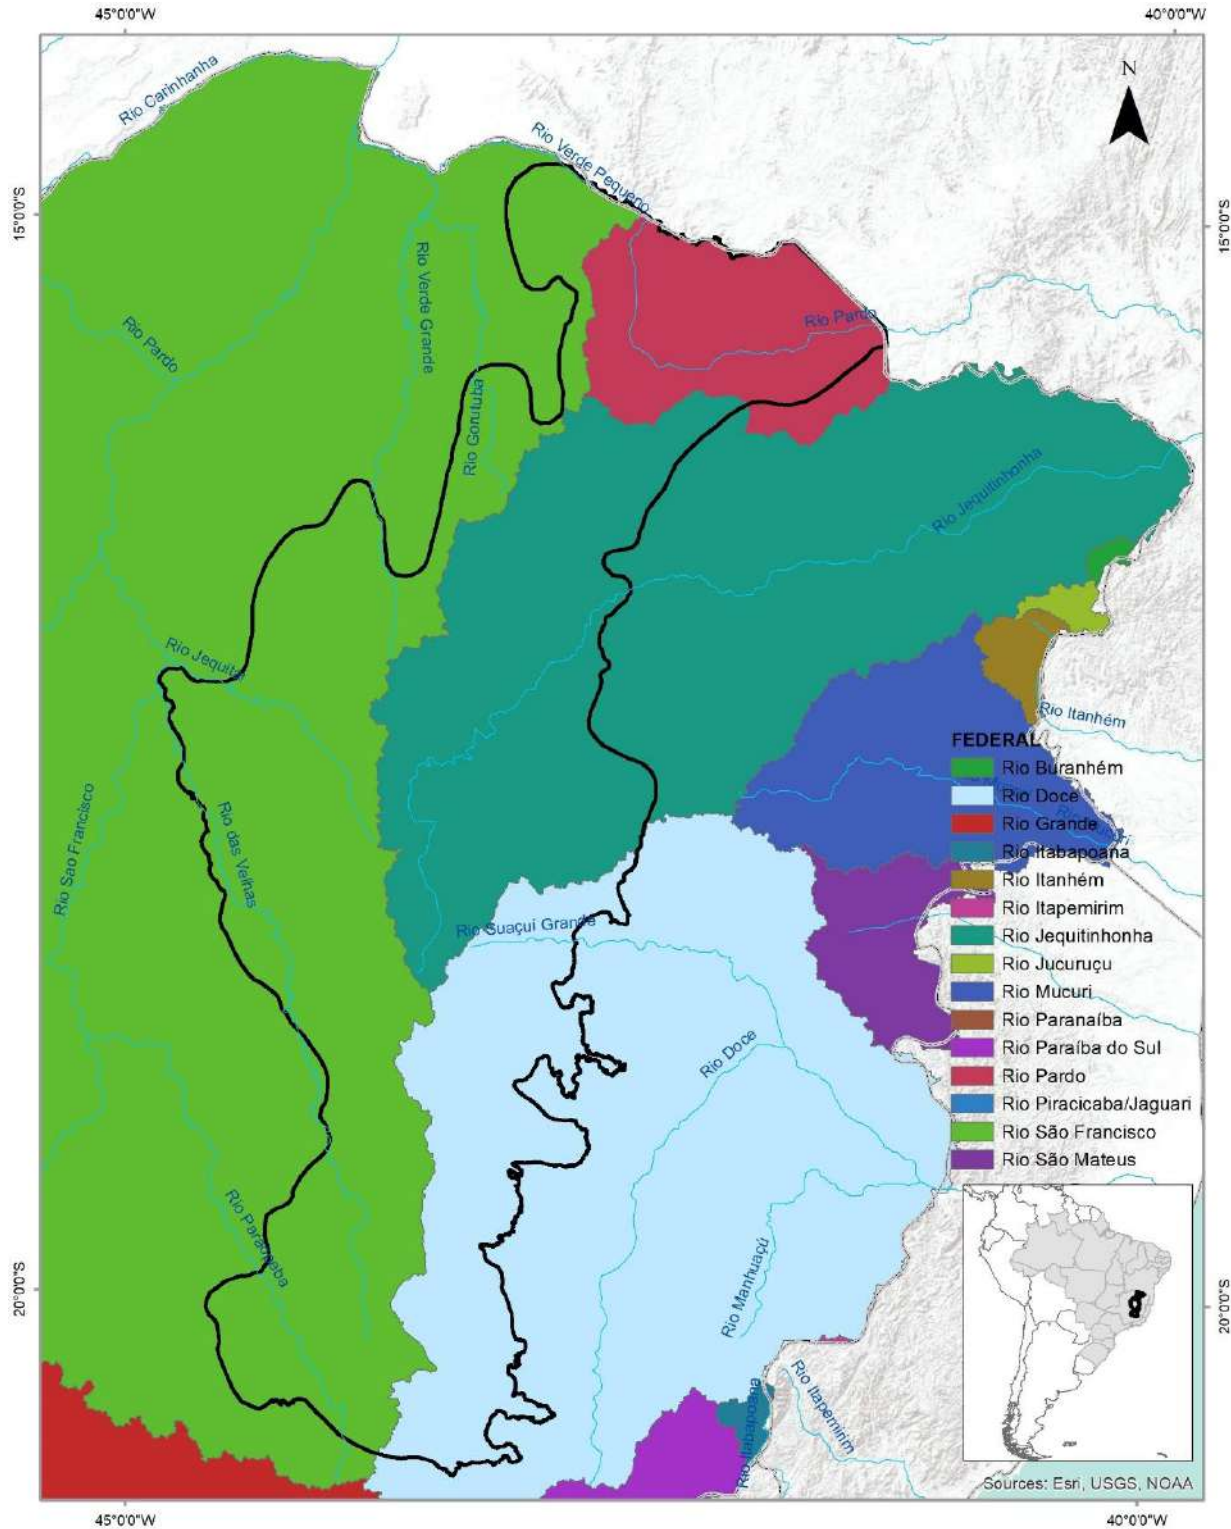 45°0'0"W
40°0'0"W
N
Rio Carinhanha
Rio Verde Pequeno
15°0'0"S
15°0'0"S
Rio Verde Grande
Rio Pardo
Rio Pardo
Rio Gorutuba
Rio Jequitinhonha
Rio Jequitaí
Rio Itanhém
FEDERAL
Rio Buranhém
Rio Doce
Rio Grande
Rio Itabapoana
Rio Itanhém
Rio Itapemirim
Rio Jequitinhonha
Rio Jucuruçu
Rio Mucuri
Rio Paranaíba
Rio Paraíba do Sul
Rio Pardo
Rio Piracicaba/Jaguari
Rio São Francisco
Rio São Mateus
Rio Sao Francisco
Rio das Velhas
Rio Suaçuí Grande
Rio Doce
Rio Paraopeba
Rio Manhuaçú
20°0'0"S
20°0'0"S
Rio Itabapoana
Rio Itapemirim
Sources: Esri, USGS, NOAA
45°0'0"W
40°0'0"W